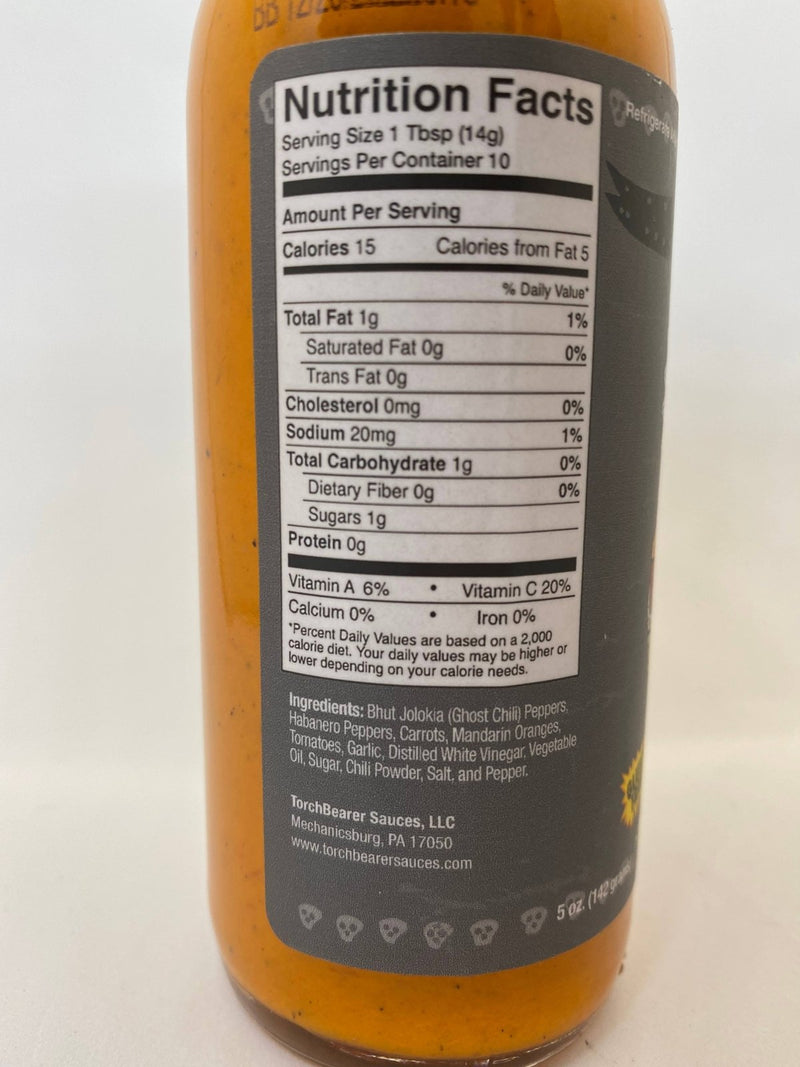 Nutrition Facts
Serving Size 1 Tbsp (14g)
Servings Per Container 10
Amount Per Serving
Calories 15 Calories from Fat 5
% Daily Value*
Total Fat 1g 1%
Saturated Fat 0g 0%
Trans Fat 0g
Cholesterol 0mg 0%
Sodium 20mg 1%
Total Carbohydrate 1g 0%
Dietary Fiber 0g 0%
Sugars 1g
Protein 0g
Vitamin A 6% • Vitamin C 20%
Calcium 0% • Iron 0%
*Percent Daily Values are based on a 2,000
calorie diet. Your daily values may be higher or
lower depending on your calorie needs.
Ingredients: Bhut Jolokia (Ghost Chili) Peppers,
Habanero Peppers, Carrots, Mandarin Oranges,
Tomatoes, Garlic, Distilled White Vinegar, Vegetable
Oil, Sugar, Chili Powder, Salt, and Pepper.
TorchBearer Sauces, LLC
Mechanicsburg, PA 17050
www.torchbearersauces.com
5 oz. (142 grams)
Refrigerate